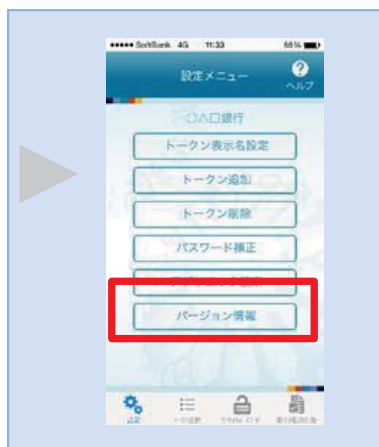 SoftBank 4G 11:33 68%
設定メニュー
ヘルプ
○△口銀行
トークン表示名設定
トークン追加
トークン削除
パスワード補正
バージョン情報
設定